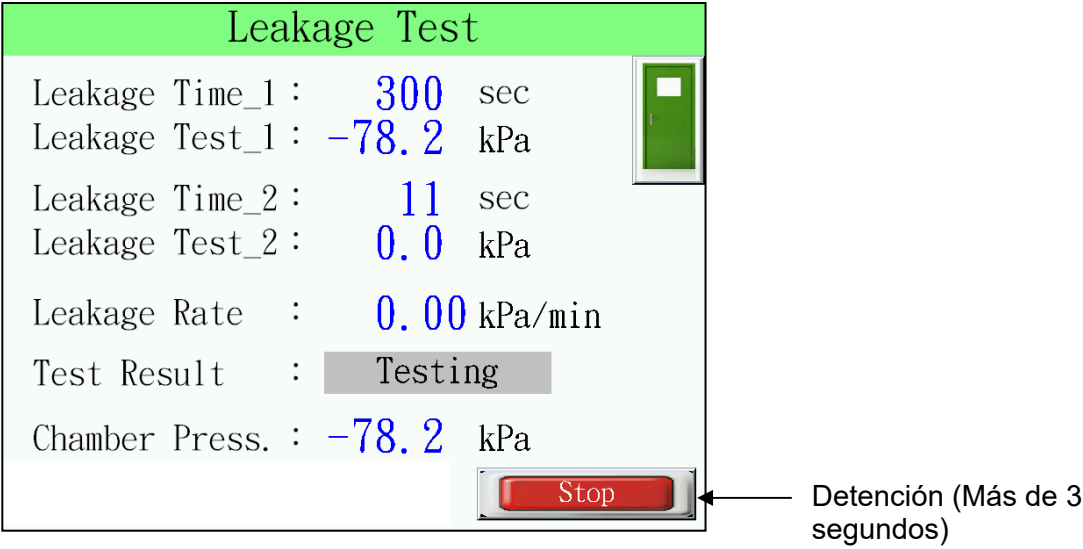 Leakage Test
Leakage Time_1 : 300 sec
Leakage Test_1 : -78.2 kPa
Leakage Time_2 : 11 sec
Leakage Test_2 : 0.0 kPa
Leakage Rate : 0.00 kPa/min
Test Result : Testing
Chamber Press. : -78.2 kPa
Stop
Detención (Más de 3
segundos)